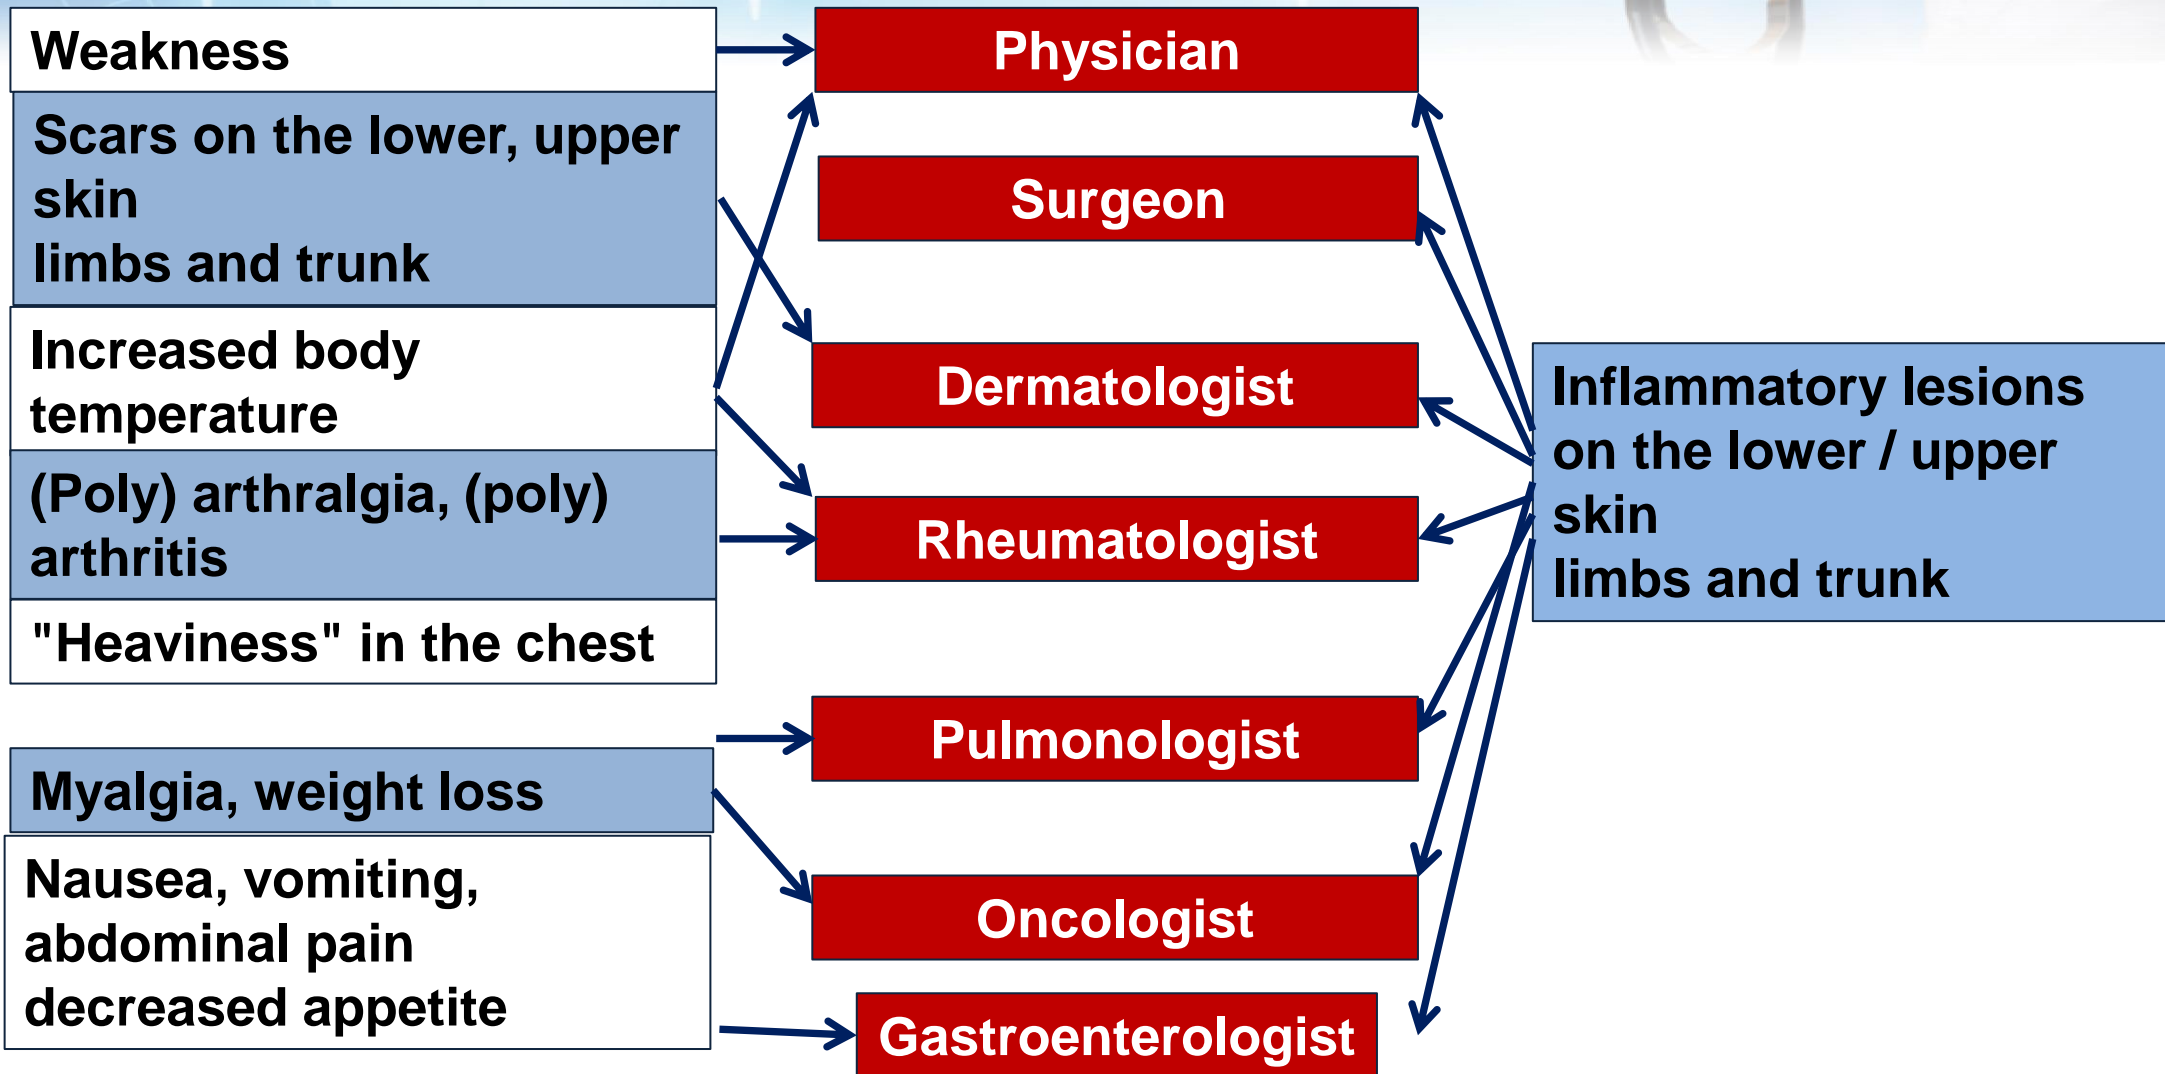 Weakness
Scars on the lower, upper
skin
limbs and trunk
Increased body
temperature
(Poly) arthralgia, (poly)
arthritis
"Heaviness" in the chest
Myalgia, weight loss
Nausea, vomiting,
abdominal pain
decreased appetite
Physician
Surgeon
Dermatologist
Rheumatologist
Pulmonologist
Oncologist
Gastroenterologist
Inflammatory lesions
on the lower / upper
skin
limbs and trunk